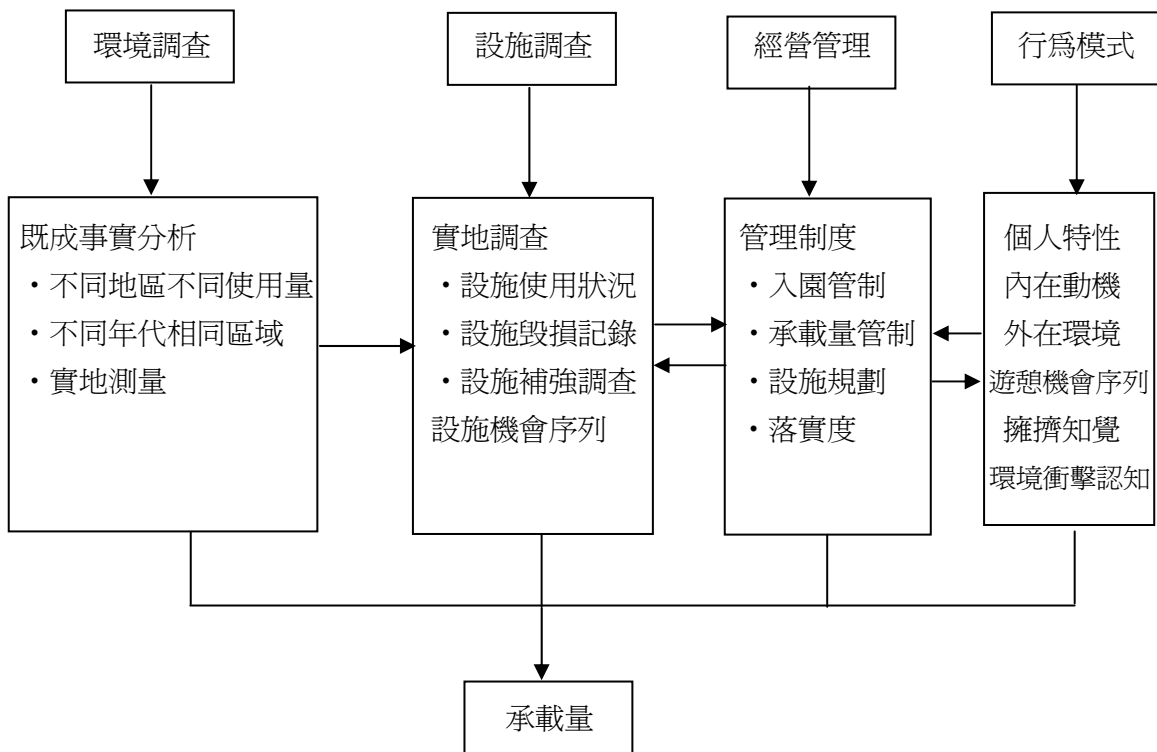 環境調查
設施調查
經營管理
行為模式
既成事實分析
・不同地區不同使用量
・不同年代相同區域
・實地測量
實地調查
・設施使用狀況
・設施毀損記錄
・設施補強調查
設施機會序列
管理制度
・入園管制
・承載量管制
・設施規劃
・落實度
個人特性
內在動機
外在環境
遊憩機會序列
擁擠知覺
環境衝擊認知
承載量